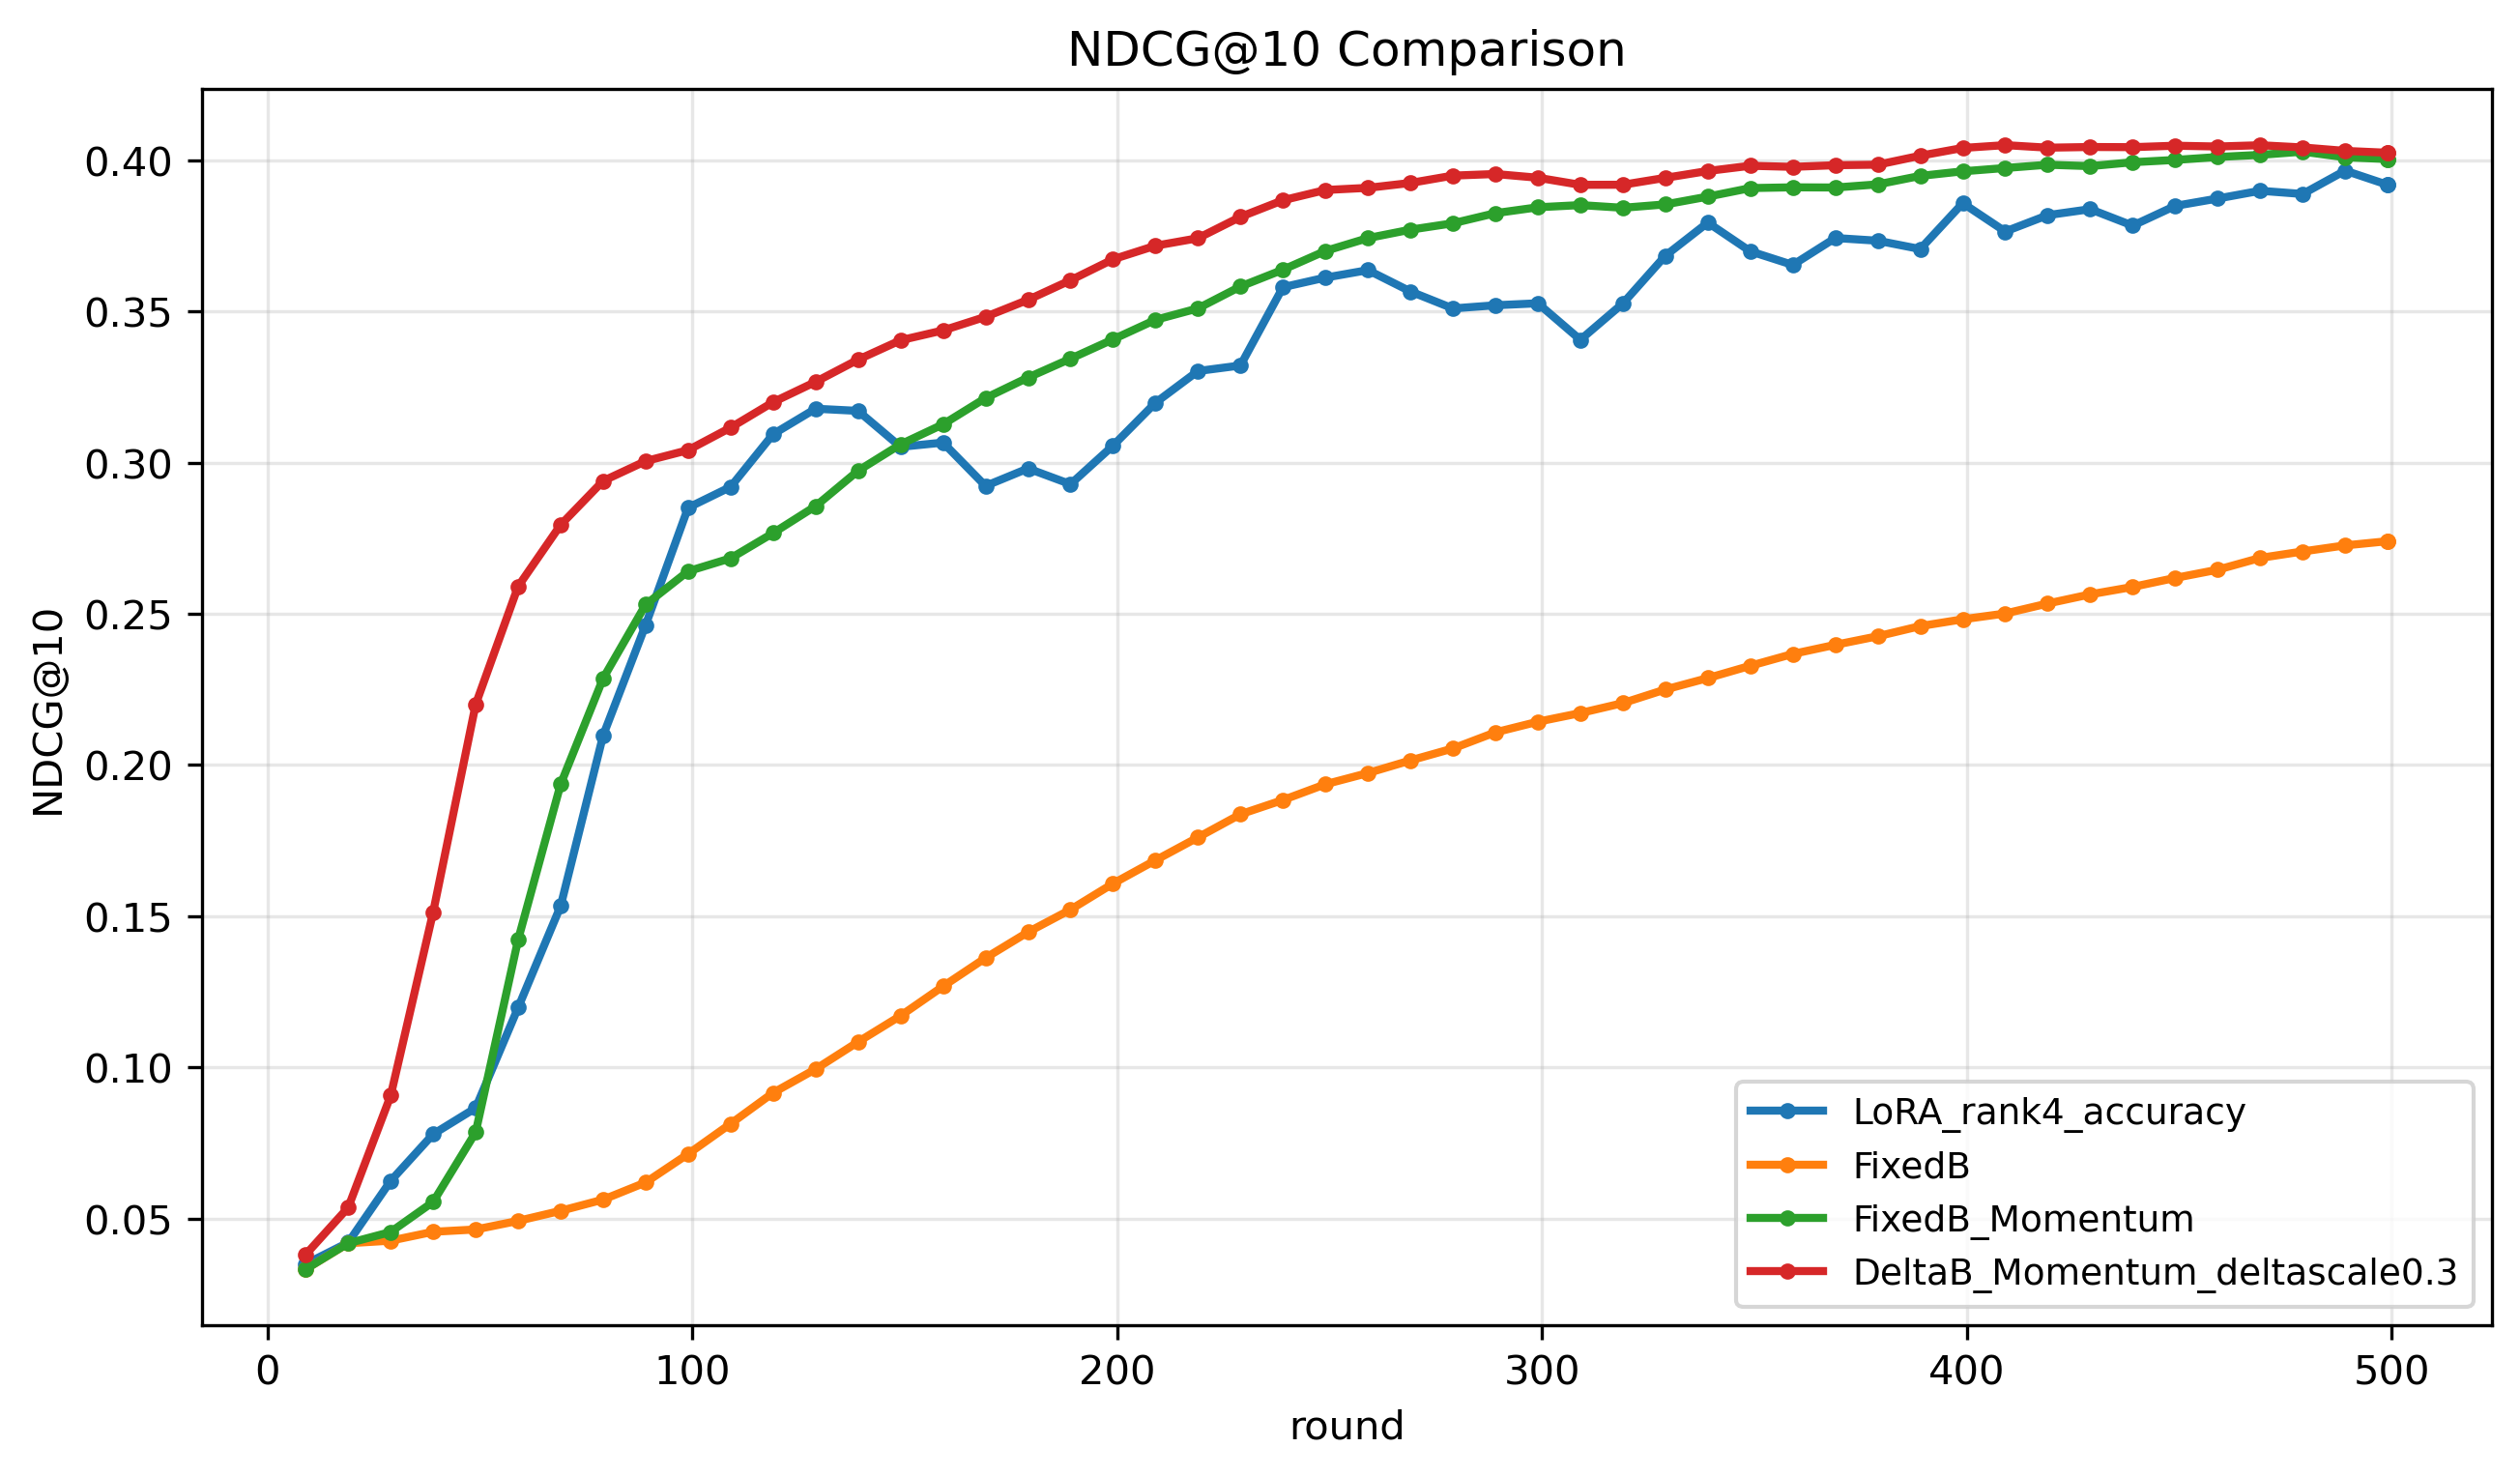 NDCG@10 Comparison
NDCG@10
0.40
0.35
0.30
0.25
0.20
0.15
0.10
0.05
0 100 200 300 400 500
round
LoRA_rank4_accuracy
FixedB
FixedB_Momentum
DeltaB_Momentum_deltascale0.3